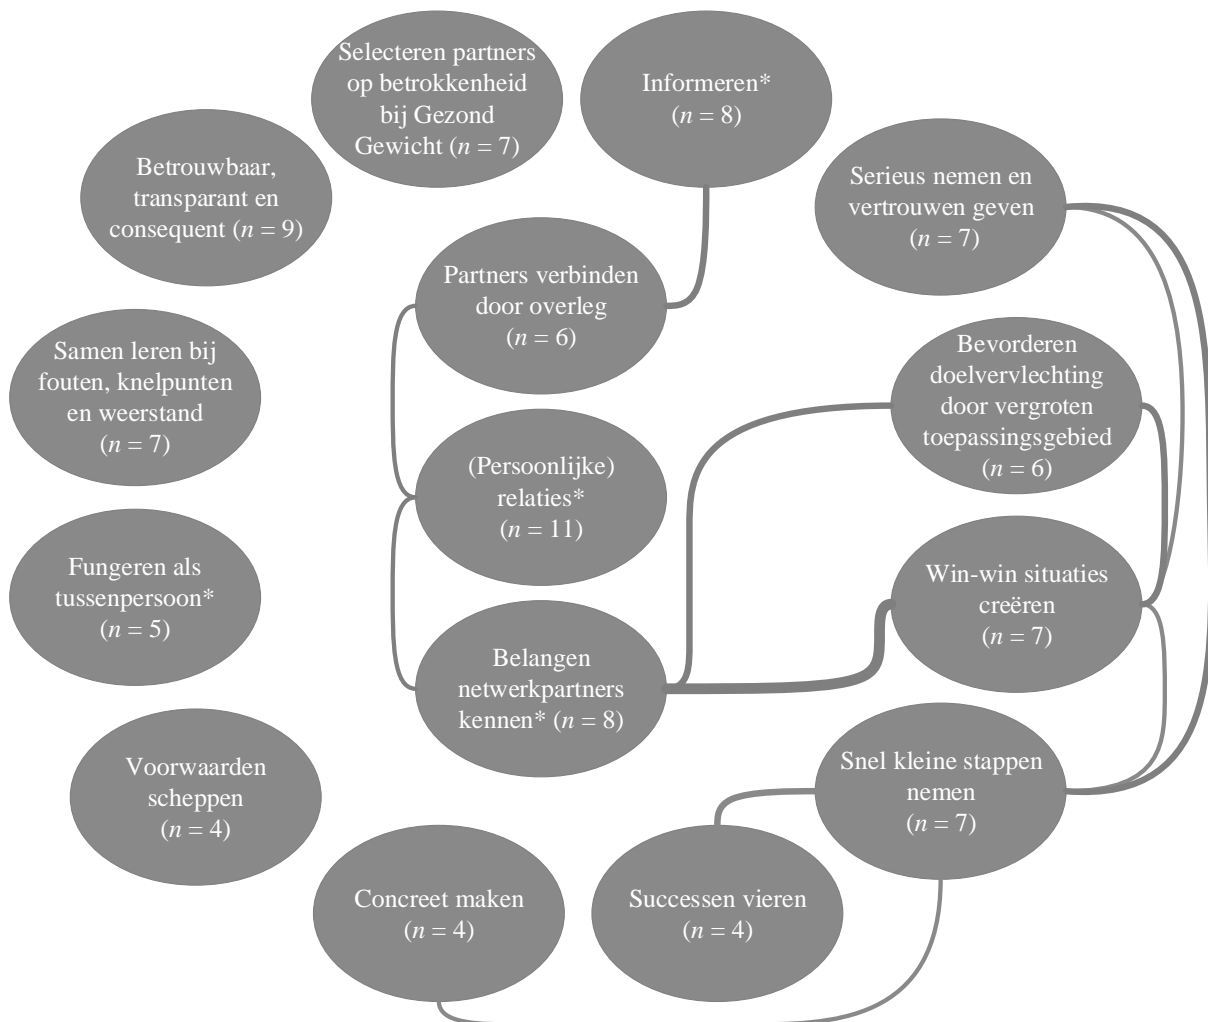 Selecteren partners
op betrokkenheid
bij Gezond
Gewicht (n = 7)
Informeren*
(n = 8)
Betrouwbaar,
transparant en
consequent (n = 9)
Serieus nemen en
vertrouwen geven
(n = 7)
Partners verbinden
door overleg
(n = 6)
Samen leren bij
fouten, knelpunten
en weerstand
(n = 7)
Bevorderen
doelvervlechting
door vergroten
toepassingsgebied
(n = 6)
(Persoonlijke)
relaties*
(n = 11)
Fungeren als
tussenpersoon*
(n = 5)
Win-win situaties
creëren
(n = 7)
Belangen
netwerkpartners
kennen* (n = 8)
Voorwaarden
scheppen
(n = 4)
Snel kleine stappen
nemen
(n = 7)
Concreet maken
(n = 4)
Successen vieren
(n = 4)